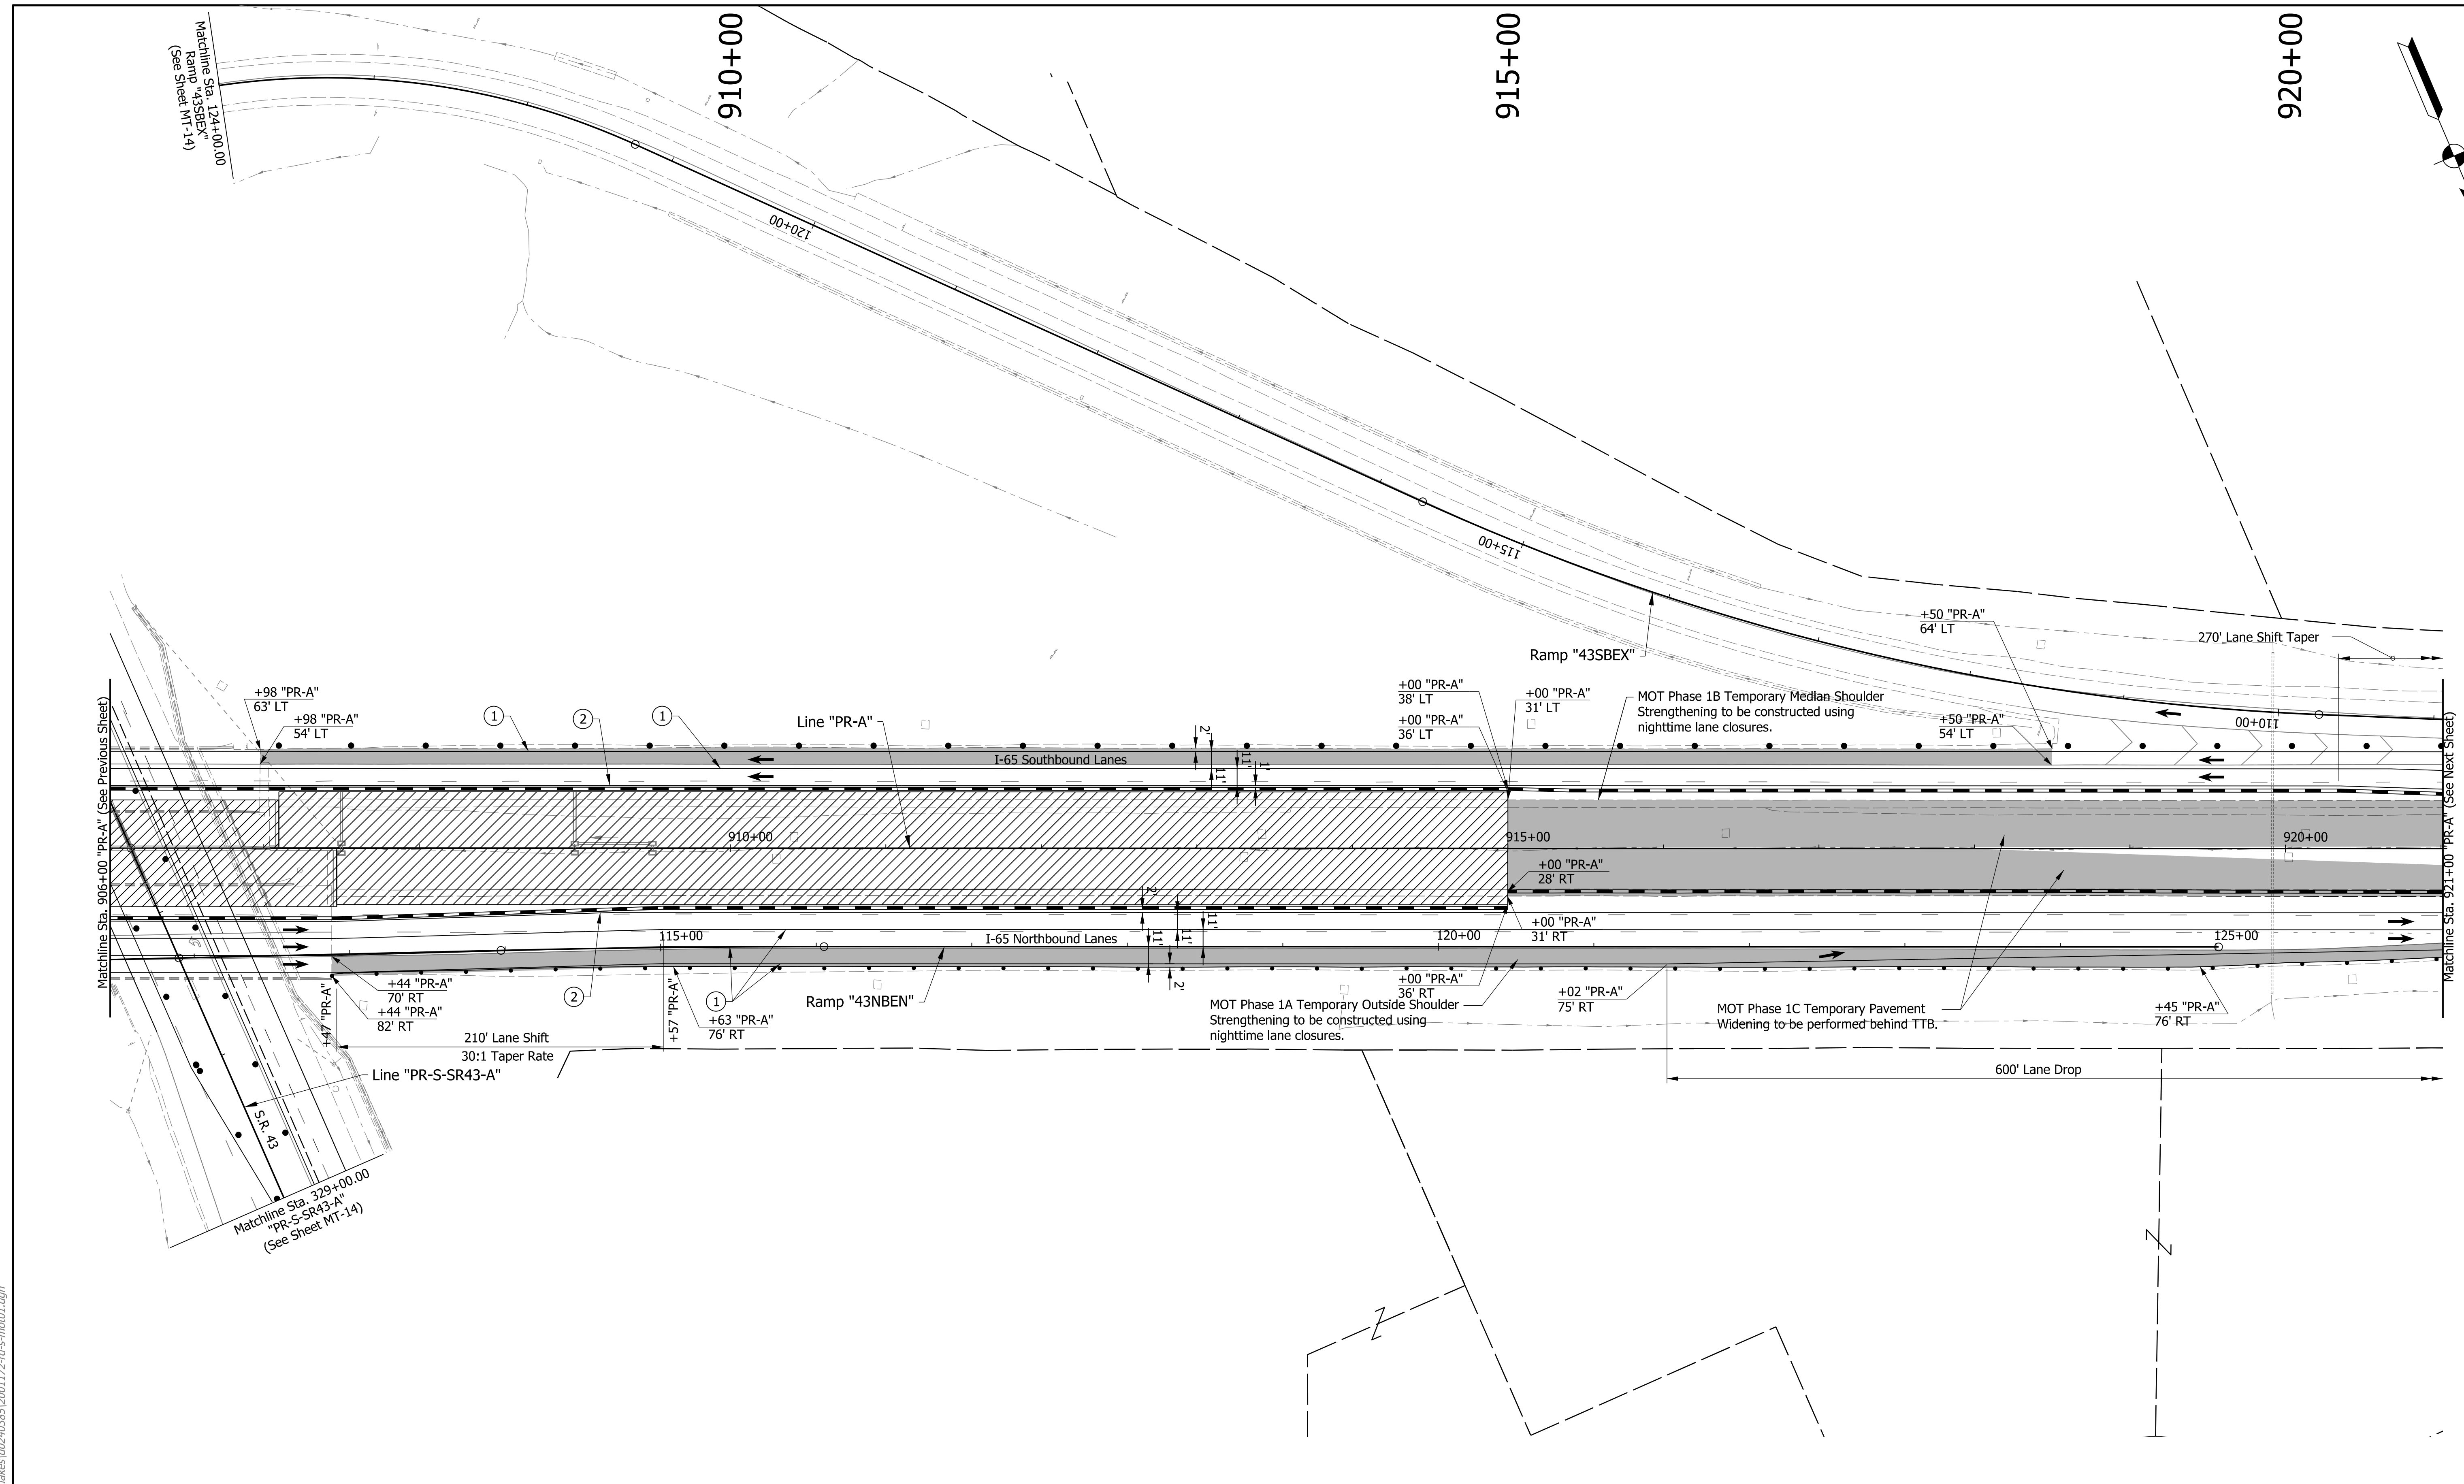 910+00
915+00
920+00
Matchline Sta. 124+00.00
Ramp "43SBEX"
(See Sheet MT-14)
120+00
115+00
110+00
Ramp "43SBEX"
+50 "PR-A"
64' LT
270' Lane Shift Taper
+98 "PR-A"
63' LT
+98 "PR-A"
54' LT
1
2
1
Line "PR-A"
+00 "PR-A"
38' LT
+00 "PR-A"
36' LT
+00 "PR-A"
31' LT
MOT Phase 1B Temporary Median Shoulder
Strengthening to be constructed using
nighttime lane closures.
+50 "PR-A"
54' LT
Matchline Sta. 906+00 "PR-A" (See Previous Sheet)
Matchline Sta. 921+00 "PR-A" (See Next Sheet)
I-65 Southbound Lanes
2'
11'
11'
1'
910+00
915+00
920+00
+00 "PR-A"
28' RT
+00 "PR-A"
31' RT
2'
11'
11'
11'
2'
115+00
I-65 Northbound Lanes
120+00
125+00
+44 "PR-A"
70' RT
+44 "PR-A"
82' RT
+47 "PR-A"
2
+57 "PR-A"
1
+63 "PR-A"
76' RT
Ramp "43NBEN"
+00 "PR-A"
36' RT
MOT Phase 1A Temporary Outside Shoulder
Strengthening to be constructed using
nighttime lane closures.
+02 "PR-A"
75' RT
MOT Phase 1C Temporary Pavement
Widening to be performed behind TTB.
+45 "PR-A"
76' RT
210' Lane Shift
30:1 Taper Rate
Line "PR-S-SR43-A"
600' Lane Drop
S.R. 43
Matchline Sta. 329+00.00
"PR-S-SR43-A"
(See Sheet MT-14)